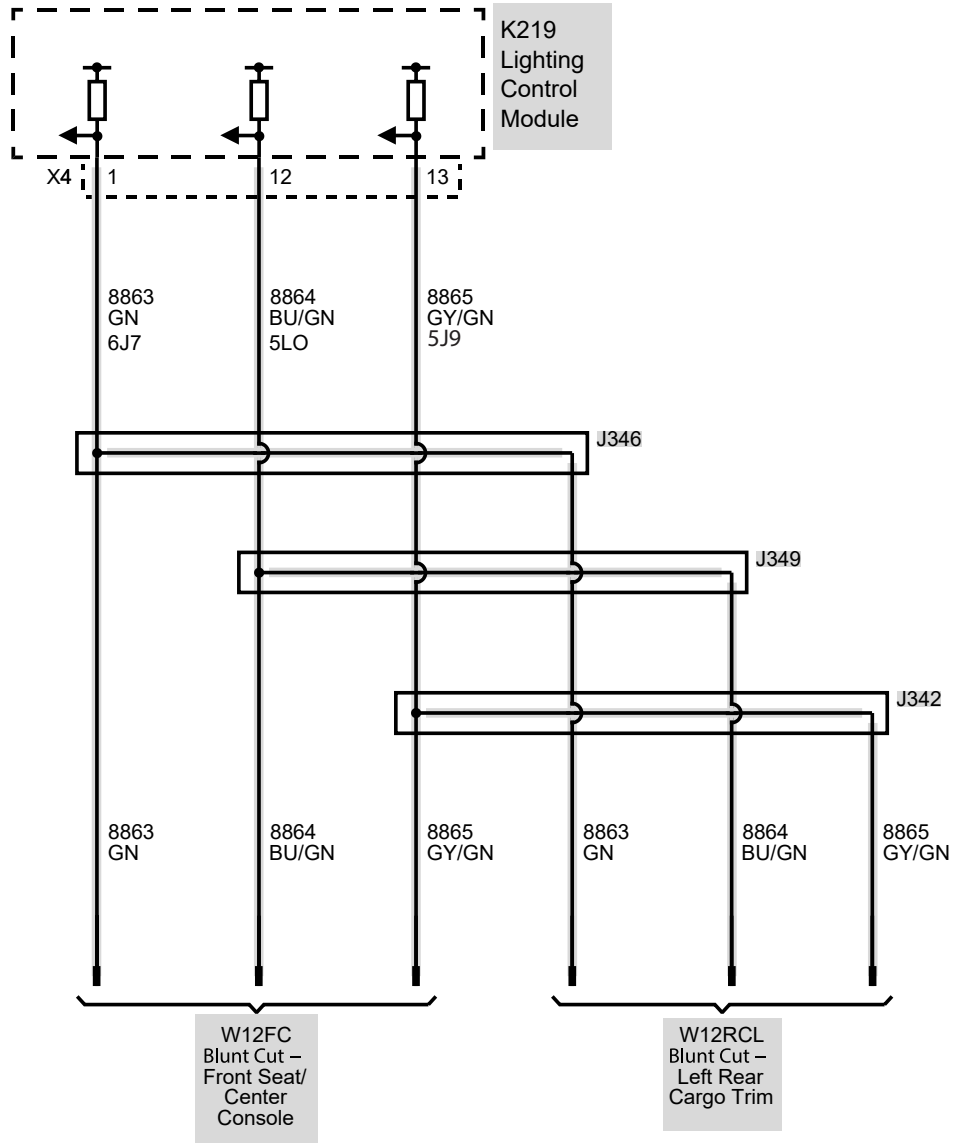 K219
Lighting
Control
Module
X4 1 12 13
8863 8864 8865
GN BU/GN GY/GN
6J7 5LO 5J9
J346
J349
J342
8863 8864 8865 8863 8864 8865
GN BU/GN GY/GN GN BU/GN GY/GN
W12FC
Blunt Cut –
Front Seat/
Center
Console
W12RCL
Blunt Cut –
Left Rear
Cargo Trim